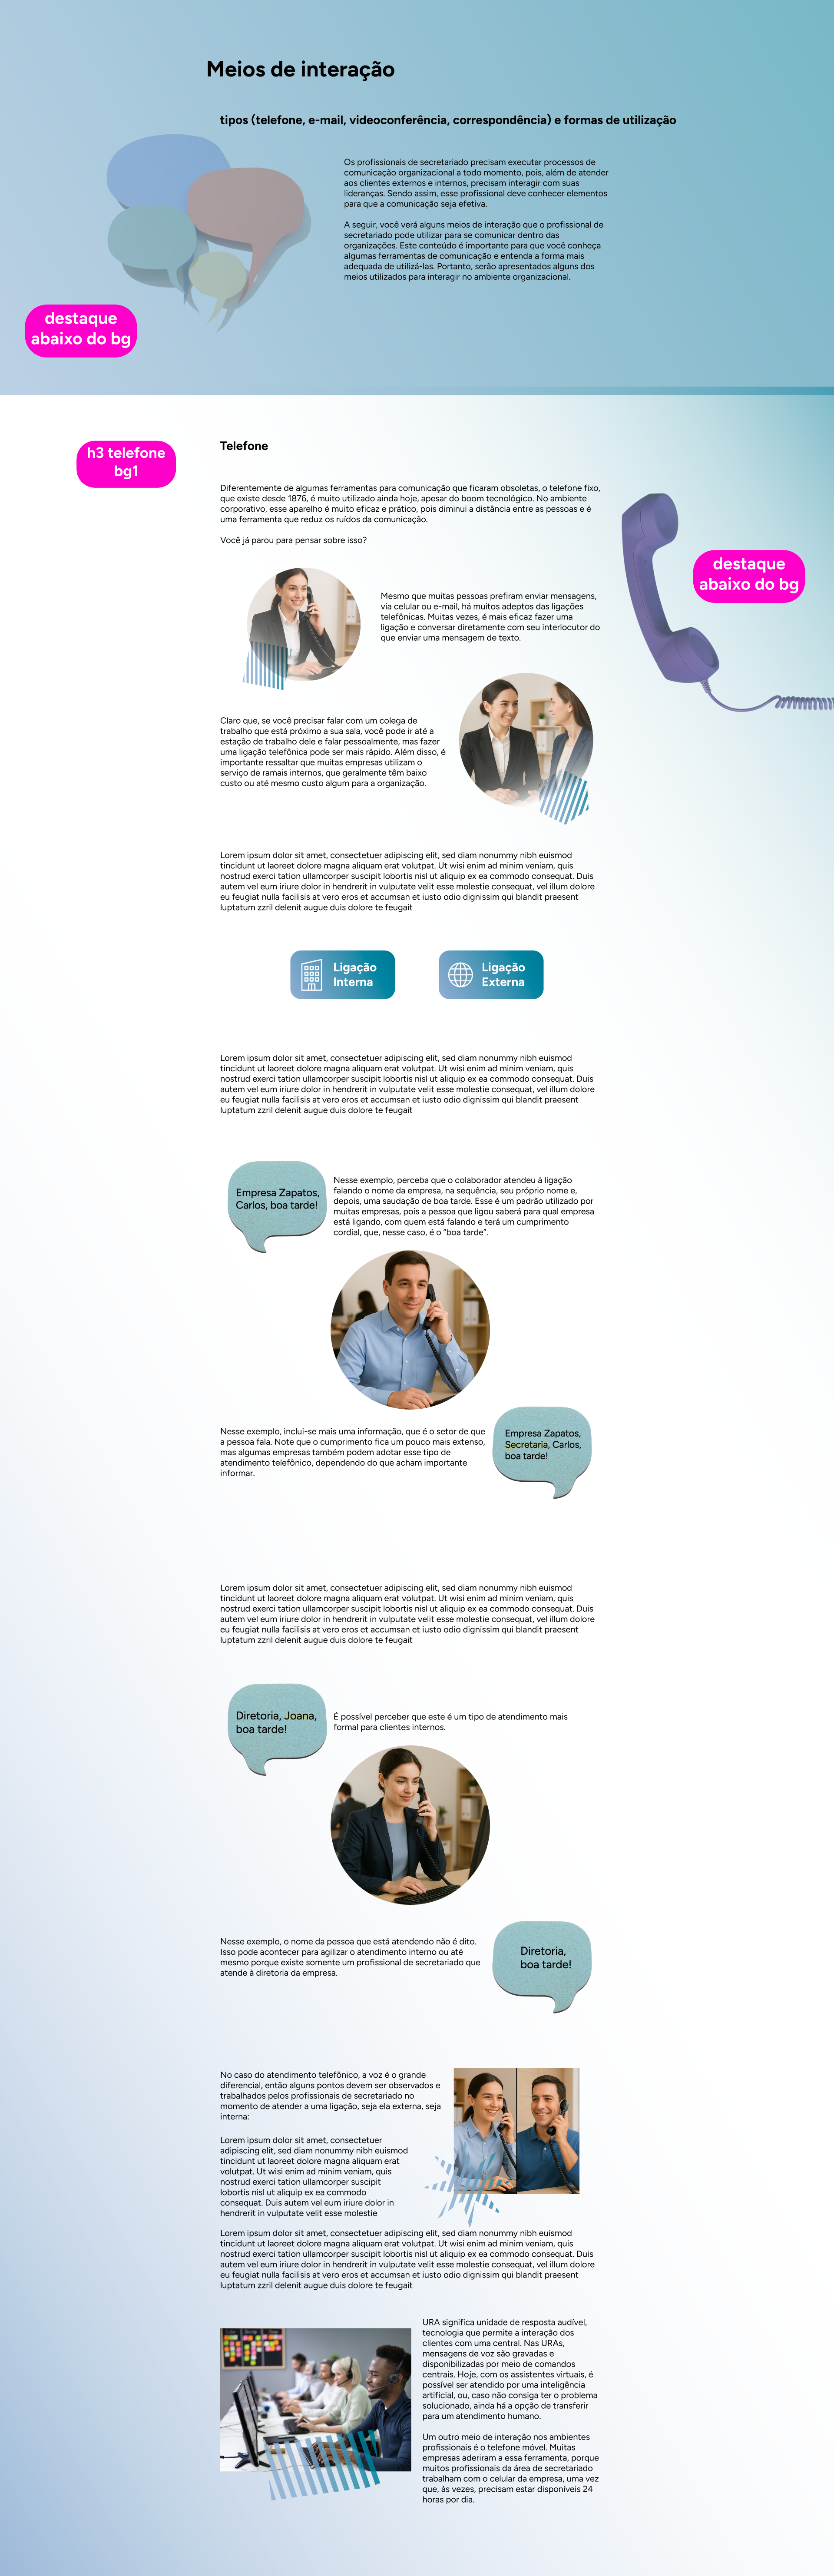 Meios de interação
tipos (telefone, e-mail, videoconferência, correspondência) e formas de utilização
Os profissionais de secretariado precisam executar processos de
comunicação organizacional a todo momento, pois, além de atender
aos clientes externos e internos, precisam interagir com suas
lideranças. Sendo assim, esse profissional deve conhecer elementos
para que a comunicação seja efetiva.
A seguir, você verá alguns meios de interação que o profissional de
secretariado pode utilizar para se comunicar dentro das
organizações. Este conteúdo é importante para que você conheça
algumas ferramentas de comunicação e entenda a forma mais
adequada de utilizá-las. Portanto, serão apresentados alguns dos
meios utilizados para interagir no ambiente organizacional.
destaque
abaixo do bg
h3 telefone
bg1
Telefone
Diferentemente de algumas ferramentas para comunicação que ficaram obsoletas, o telefone fixo,
que existe desde 1876, é muito utilizado ainda hoje, apesar do boom tecnológico. No ambiente
corporativo, esse aparelho é muito eficaz e prático, pois diminui a distância entre as pessoas e é
uma ferramenta que reduz os ruídos da comunicação.
Você já parou para pensar sobre isso?
destaque
abaixo do bg
Mesmo que muitas pessoas prefiram enviar mensagens,
via celular ou e-mail, há muitos adeptos das ligações
telefônicas. Muitas vezes, é mais eficaz fazer uma
ligação e conversar diretamente com seu interlocutor do
que enviar uma mensagem de texto.
Claro que, se você precisar falar com um colega de
trabalho que está próximo a sua sala, você pode ir até a
estação de trabalho dele e falar pessoalmente, mas fazer
uma ligação telefônica pode ser mais rápido. Além disso, é
importante ressaltar que muitas empresas utilizam o
serviço de ramais internos, que geralmente têm baixo
custo ou até mesmo custo algum para a organização.
Lorem ipsum dolor sit amet, consectetuer adipiscing elit, sed diam nonummy nibh euismod
tincidunt ut laoreet dolore magna aliquam erat volutpat. Ut wisi enim ad minim veniam, quis
nostrud exerci tation ullamcorper suscipit lobortis nisl ut aliquip ex ea commodo consequat. Duis
autem vel eum iriure dolor in hendrerit in vulputate velit esse molestie consequat, vel illum dolore
eu feugiat nulla facilisis at vero eros et accumsan et iusto odio dignissim qui blandit praesent
luptatum zzril delenit augue duis dolore te feugait
Ligação
Interna
Ligação
Externa
Lorem ipsum dolor sit amet, consectetuer adipiscing elit, sed diam nonummy nibh euismod
tincidunt ut laoreet dolore magna aliquam erat volutpat. Ut wisi enim ad minim veniam, quis
nostrud exerci tation ullamcorper suscipit lobortis nisl ut aliquip ex ea commodo consequat. Duis
autem vel eum iriure dolor in hendrerit in vulputate velit esse molestie consequat, vel illum dolore
eu feugiat nulla facilisis at vero eros et accumsan et iusto odio dignissim qui blandit praesent
luptatum zzril delenit augue duis dolore te feugait
Empresa Zapatos,
Carlos, boa tarde!
Nesse exemplo, perceba que o colaborador atendeu à ligação
falando o nome da empresa, na sequência, seu próprio nome e,
depois, uma saudação de boa tarde. Esse é um padrão utilizado por
muitas empresas, pois a pessoa que ligou saberá para qual empresa
está ligando, com quem está falando e terá um cumprimento
cordial, que, nesse caso, é o “boa tarde”.
Nesse exemplo, inclui-se mais uma informação, que é o setor de que
a pessoa fala. Note que o cumprimento fica um pouco mais extenso,
mas algumas empresas também podem adotar esse tipo de
atendimento telefônico, dependendo do que acham importante
informar.
Empresa Zapatos,
Secretaria, Carlos,
boa tarde!
Lorem ipsum dolor sit amet, consectetuer adipiscing elit, sed diam nonummy nibh euismod
tincidunt ut laoreet dolore magna aliquam erat volutpat. Ut wisi enim ad minim veniam, quis
nostrud exerci tation ullamcorper suscipit lobortis nisl ut aliquip ex ea commodo consequat. Duis
autem vel eum iriure dolor in hendrerit in vulputate velit esse molestie consequat, vel illum dolore
eu feugiat nulla facilisis at vero eros et accumsan et iusto odio dignissim qui blandit praesent
luptatum zzril delenit augue duis dolore te feugait
Diretoria, Joana,
boa tarde!
É possível perceber que este é um tipo de atendimento mais
formal para clientes internos.
Nesse exemplo, o nome da pessoa que está atendendo não é dito.
Isso pode acontecer para agilizar o atendimento interno ou até
mesmo porque existe somente um profissional de secretariado que
atende à diretoria da empresa.
Diretoria,
boa tarde!
No caso do atendimento telefônico, a voz é o grande
diferencial, então alguns pontos devem ser observados e
trabalhados pelos profissionais de secretariado no
momento de atender a uma ligação, seja ela externa, seja
interna:
Lorem ipsum dolor sit amet, consectetuer
adipiscing elit, sed diam nonummy nibh euismod
tincidunt ut laoreet dolore magna aliquam erat
volutpat. Ut wisi enim ad minim veniam, quis
nostrud exerci tation ullamcorper suscipit
lobortis nisl ut aliquip ex ea commodo
consequat. Duis autem vel eum iriure dolor in
hendrerit in vulputate velit esse molestie
Lorem ipsum dolor sit amet, consectetuer adipiscing elit, sed diam nonummy nibh euismod
tincidunt ut laoreet dolore magna aliquam erat volutpat. Ut wisi enim ad minim veniam, quis
nostrud exerci tation ullamcorper suscipit lobortis nisl ut aliquip ex ea commodo consequat. Duis
autem vel eum iriure dolor in hendrerit in vulputate velit esse molestie consequat, vel illum dolore
eu feugiat nulla facilisis at vero eros et accumsan et iusto odio dignissim qui blandit praesent
luptatum zzril delenit augue duis dolore te feugait
URA significa unidade de resposta audível,
tecnologia que permite a interação dos
clientes com uma central. Nas URAs,
mensagens de voz são gravadas e
disponibilizadas por meio de comandos
centrais. Hoje, com os assistentes virtuais, é
possível ser atendido por uma inteligência
artificial, ou, caso não consiga ter o problema
solucionado, ainda há a opção de transferir
para um atendimento humano.
Um outro meio de interação nos ambientes
profissionais é o telefone móvel. Muitas
empresas aderiram a essa ferramenta, porque
muitos profissionais da área de secretariado
trabalham com o celular da empresa, uma vez
que, às vezes, precisam estar disponíveis 24
horas por dia.